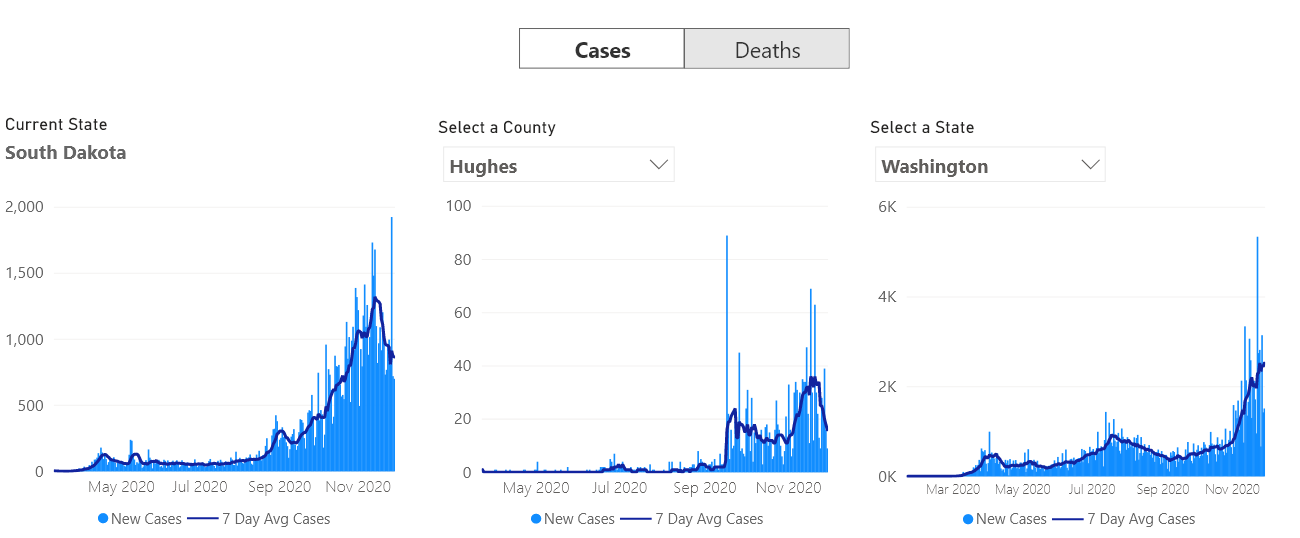 Cases Deaths
Current State
South Dakota
Select a County
Hughes
Select a State
Washington
2,000
1,500
1,000
500
0
May 2020 Jul 2020 Sep 2020 Nov 2020
New Cases 7 Day Avg Cases
100
80
60
40
20
0
May 2020 Jul 2020 Sep 2020 Nov 2020
New Cases 7 Day Avg Cases
6K
4K
2K
0K
Mar 2020 May 2020 Jul 2020 Sep 2020 Nov 2020
New Cases 7 Day Avg Cases